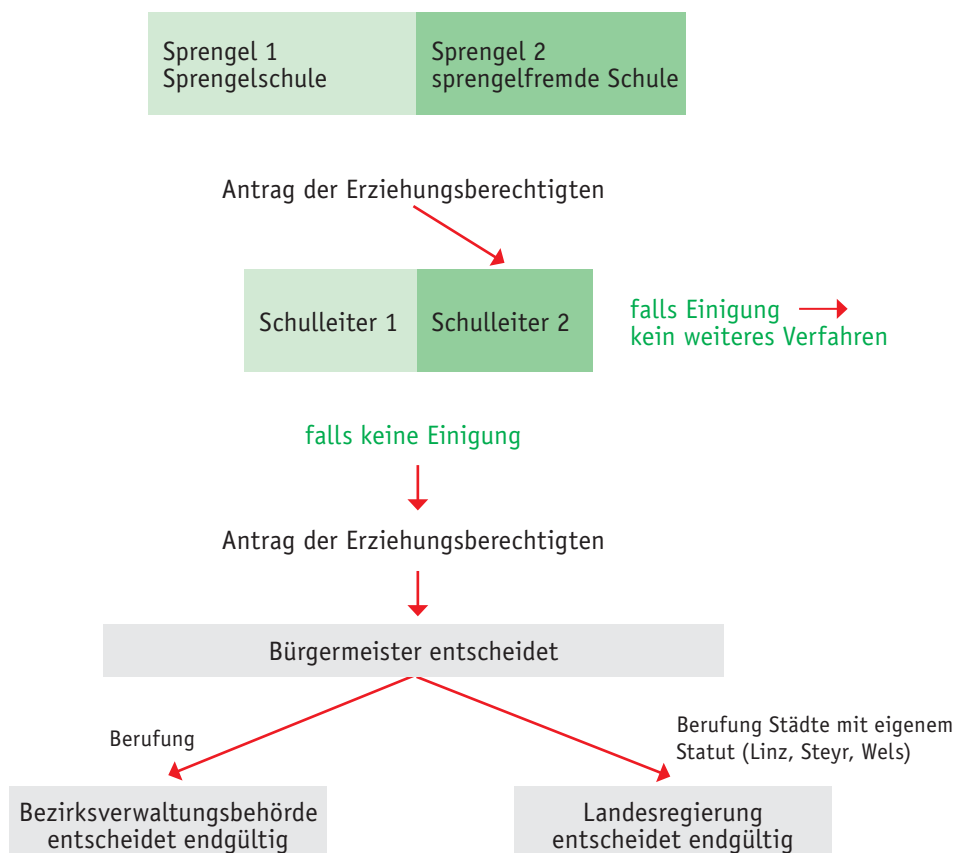 Sprengel 1
Sprengelschule
Sprengel 2
sprengelfremde Schule
Antrag der Erziehungsberechtigten
Schulleiter 1
Schulleiter 2
falls Einigung
kein weiteres Verfahren
falls keine Einigung
Antrag der Erziehungsberechtigten
Bürgermeister entscheidet
Berufung
Berufung Städte mit eigenem
Statut (Linz, Steyr, Wels)
Bezirksverwaltungsbehörde
entscheidet endgültig
Landesregierung
entscheidet endgültig